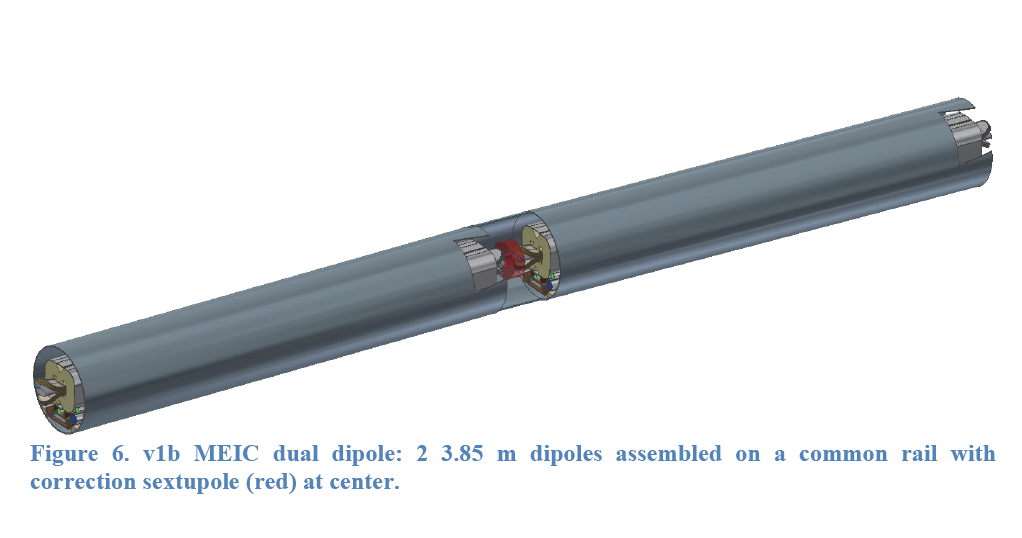 Figure 6. v1b MEIC dual dipole: 2 3.85 m dipoles assembled on a common rail with
correction sextupole (red) at center.